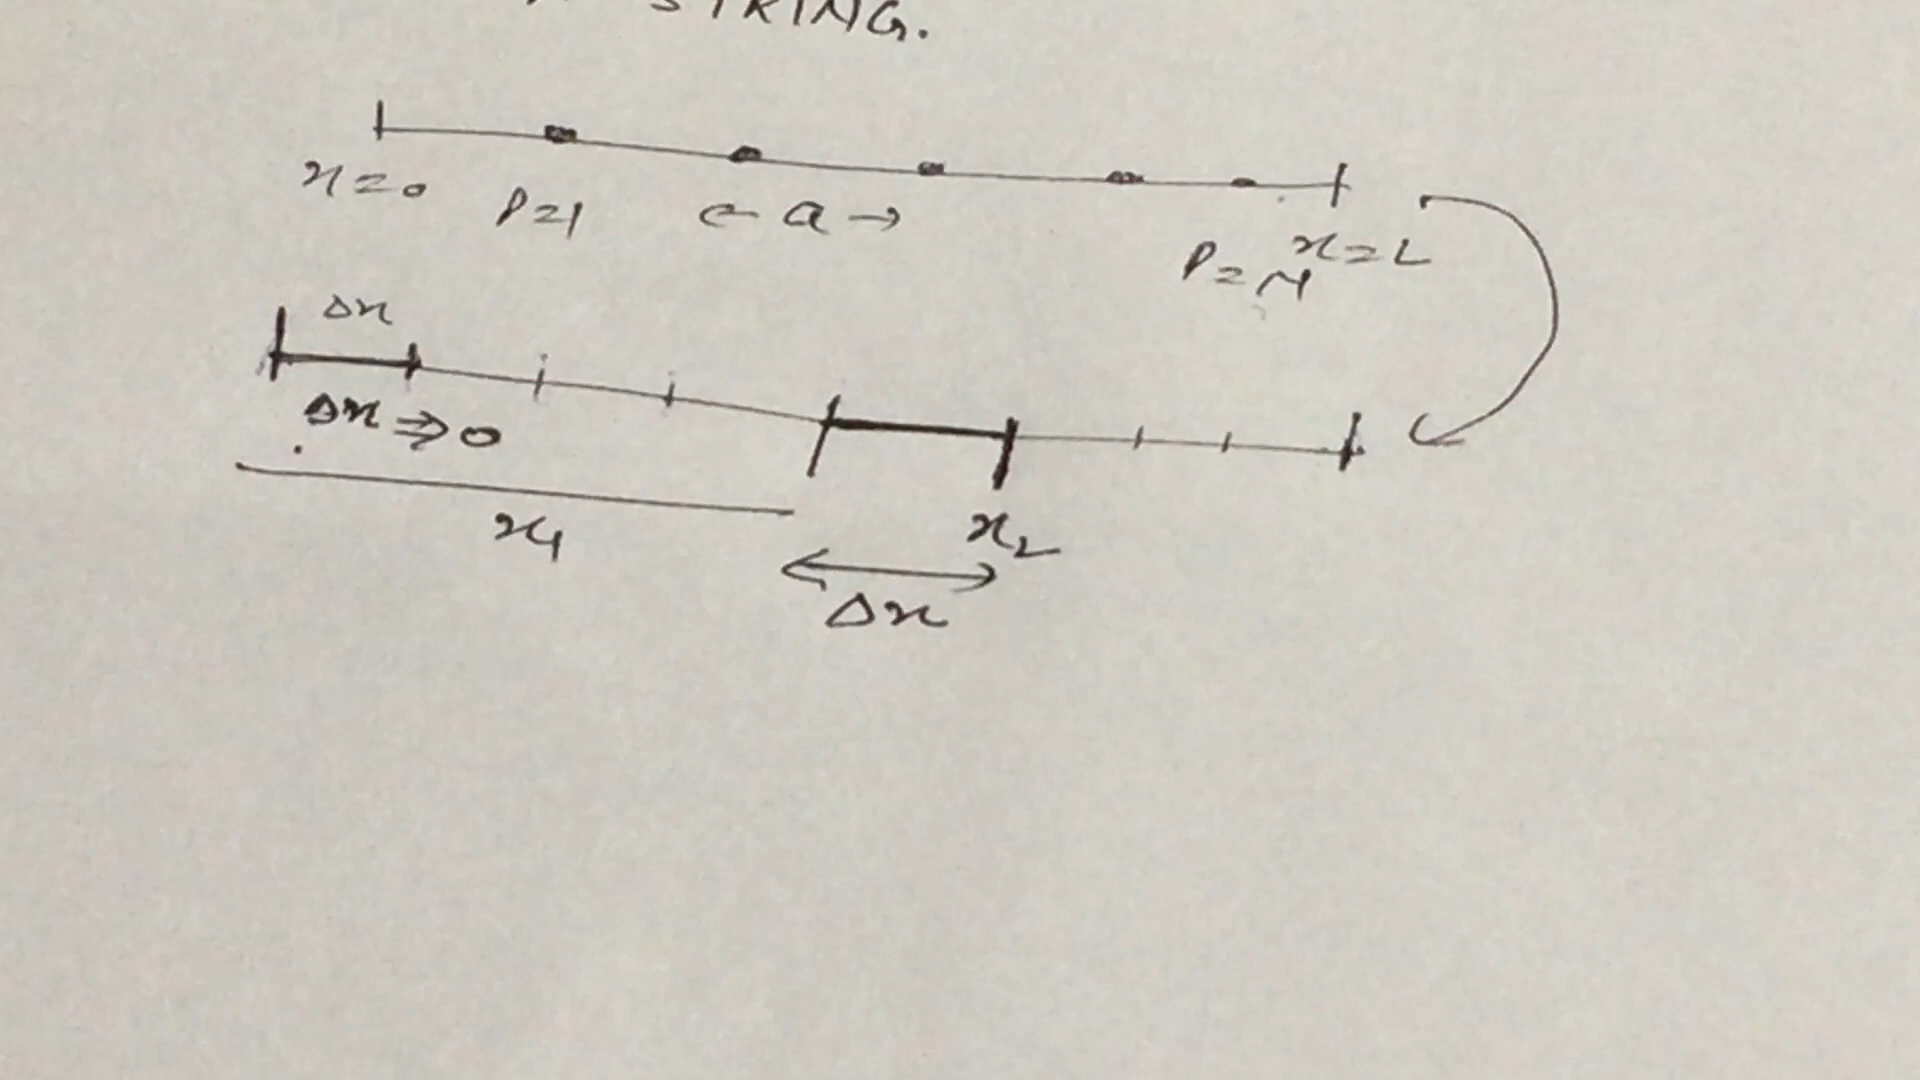 STRING.
x=0 P=1 ← a → P=N x=L
Δx
Δx ⇒ 0
x₁ x₂
Δx